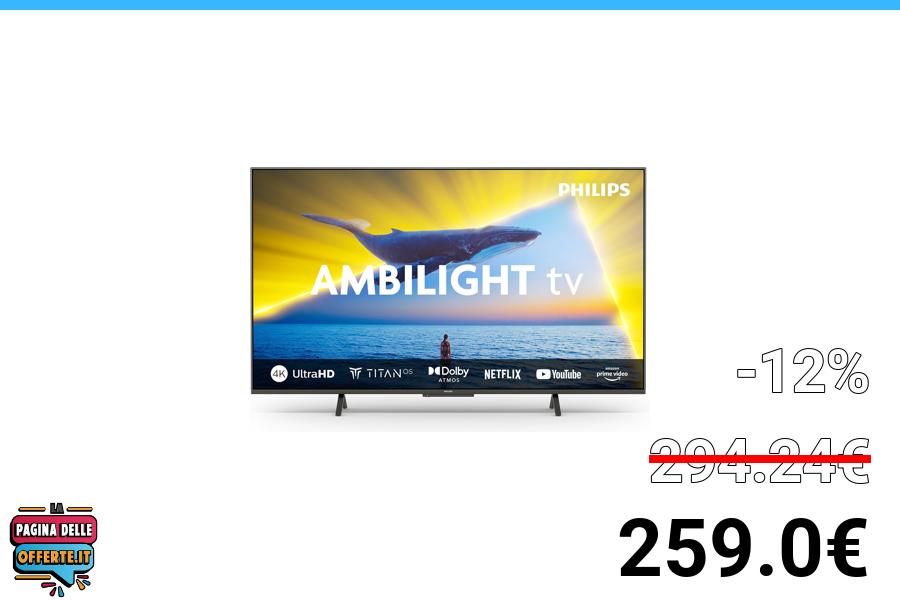 PHILIPS
AMBILIGHT tv
4K UltraHD
TITAN OS
Dolby
ATMOS
NETFLIX
YouTube
amazon
prime video
-12%
294.24€
259.0€
LA
PAGINA DELLE
OFFERTE.IT